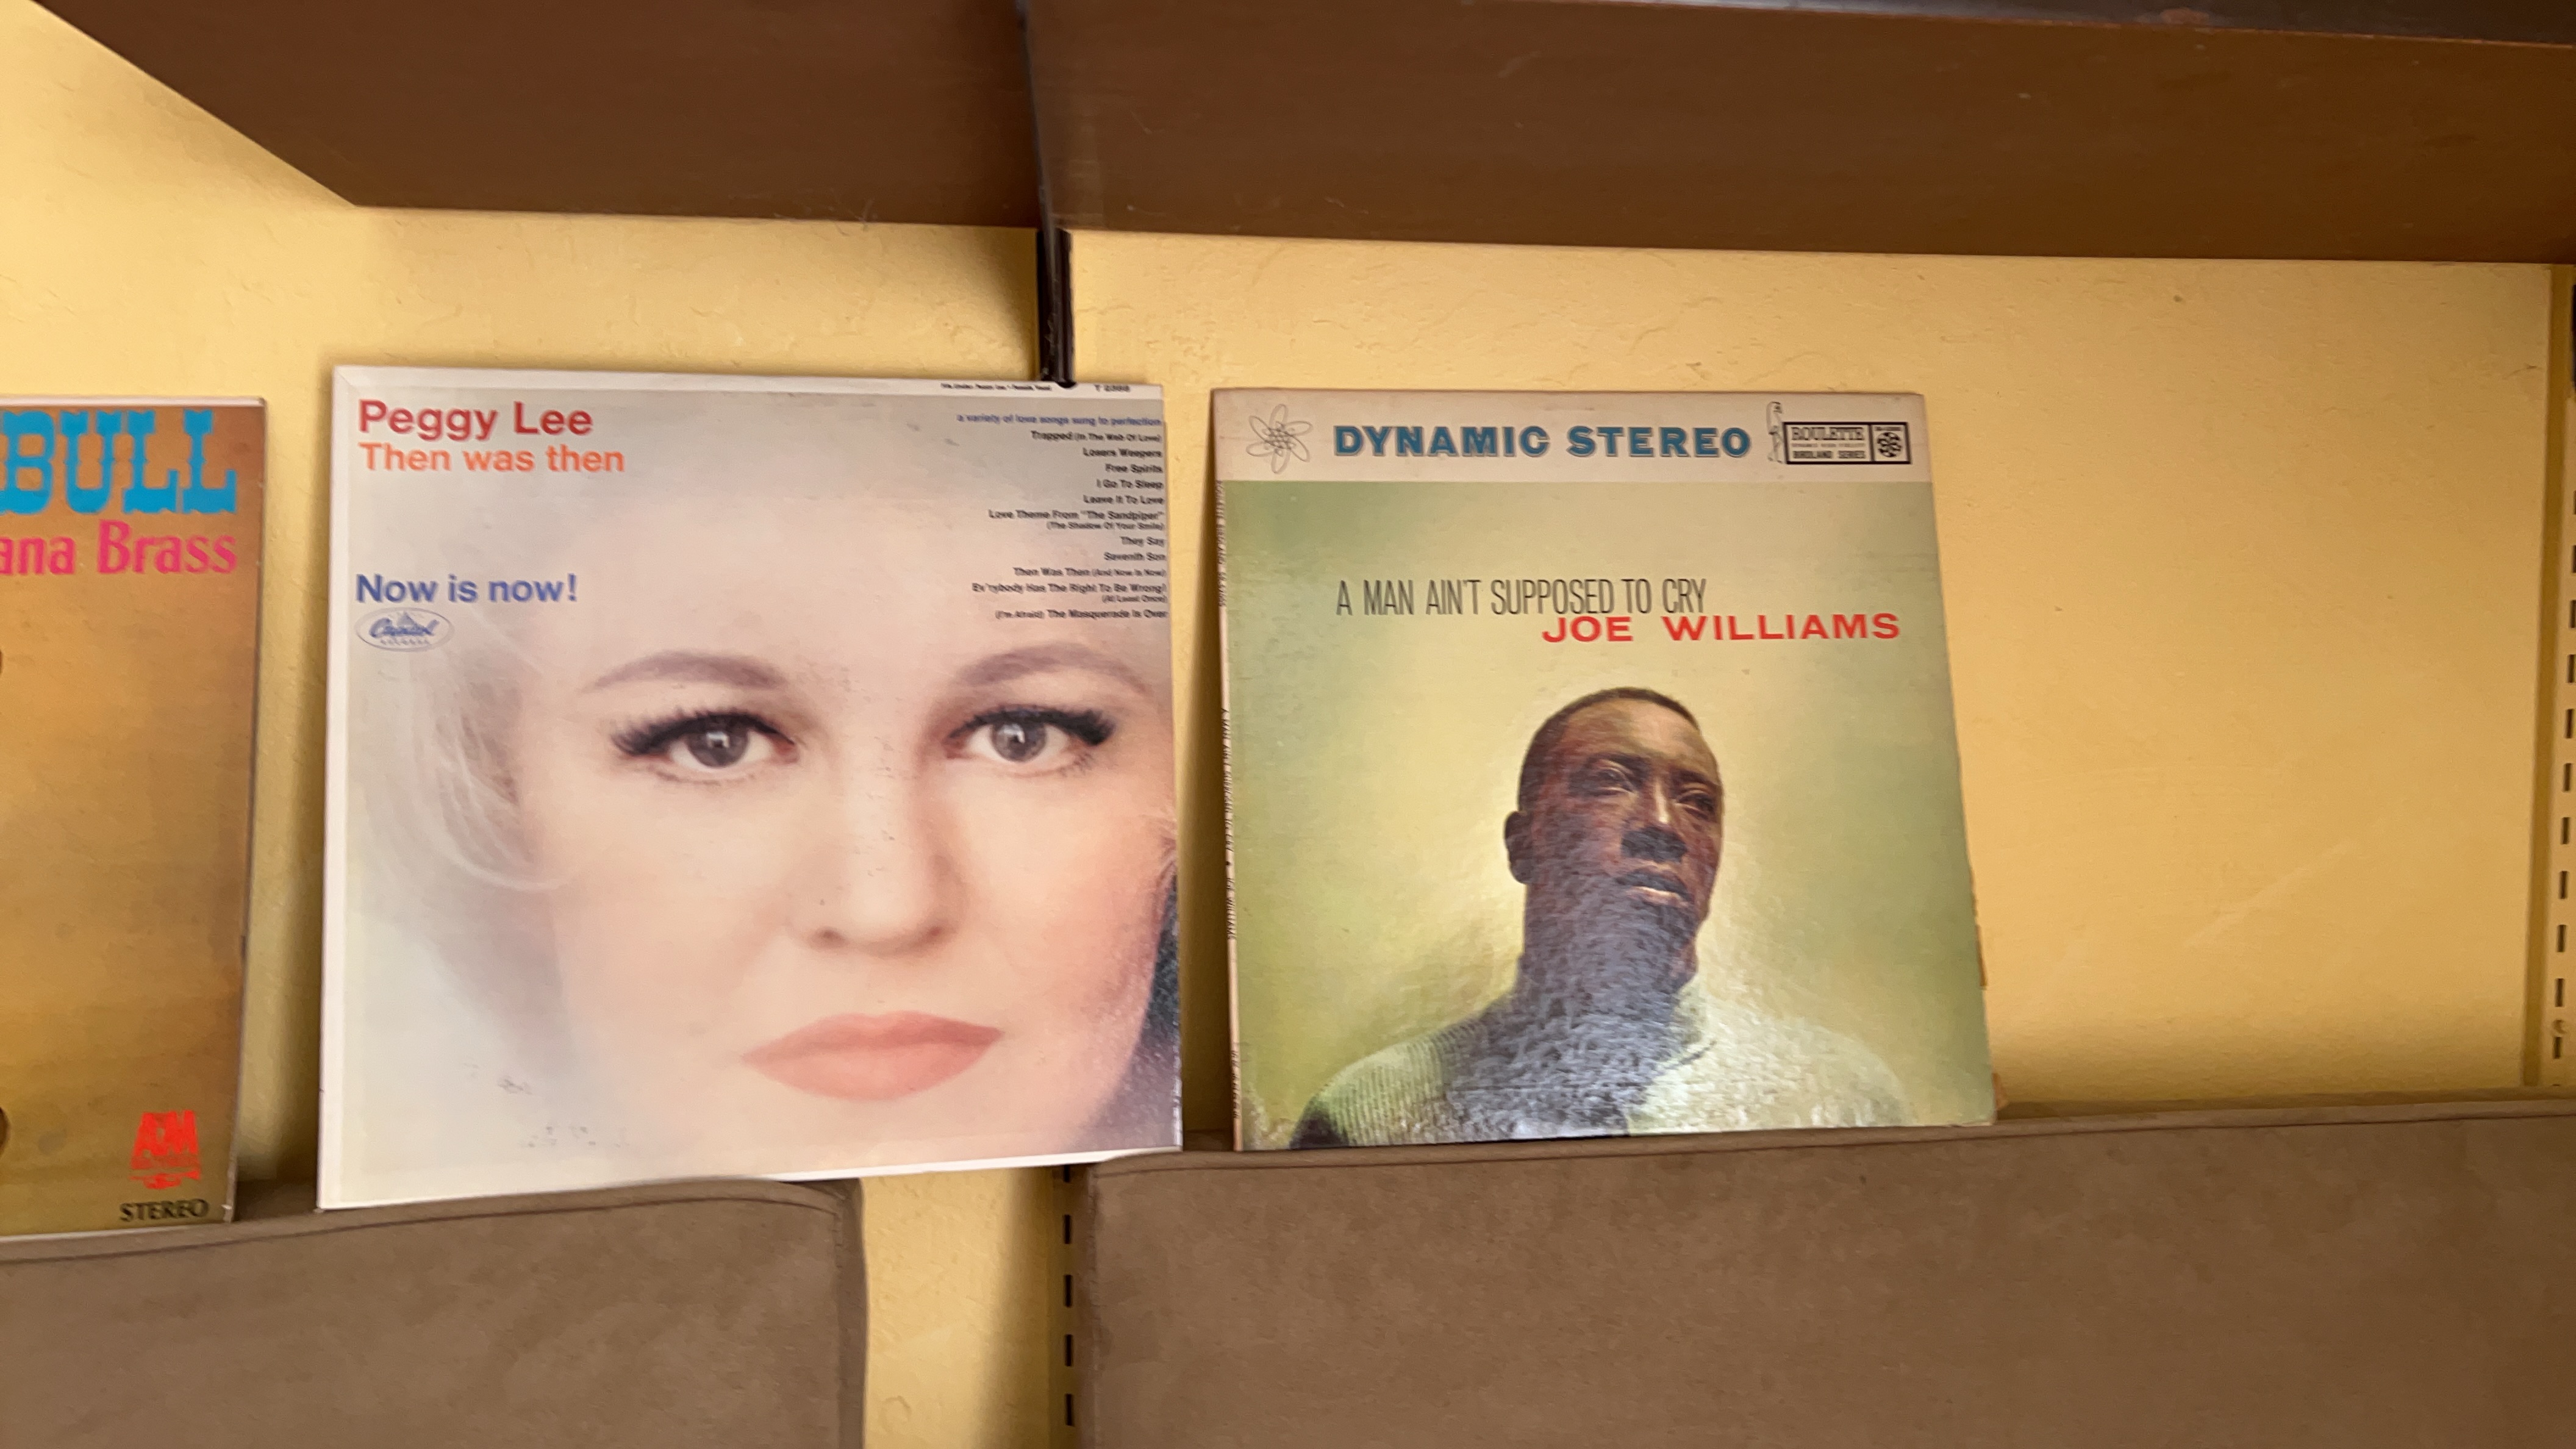 BULL
ana Brass
A&M
RECORDS
STEREO
Peggy Lee
Then was then
Now is now!
Capitol
RECORDS
T 2388
a variety of love songs sung to perfection
Trapped (In The Web Of Love)
Losers Weepers
Free Spirits
I Go To Sleep
Leave It To Love
Love Theme From "The Sandpiper"
(The Shadow Of Your Smile)
They Say
Seventh Son
Then Was Then (And Now Is Now)
Ev'rybody Has The Right To Be Wrong!
(At Least Once)
(I'm Afraid) The Masquerade Is Over
DYNAMIC STEREO
ROULETTE
BIRDLAND SERIES
A MAN AIN'T SUPPOSED TO CRY
JOE WILLIAMS